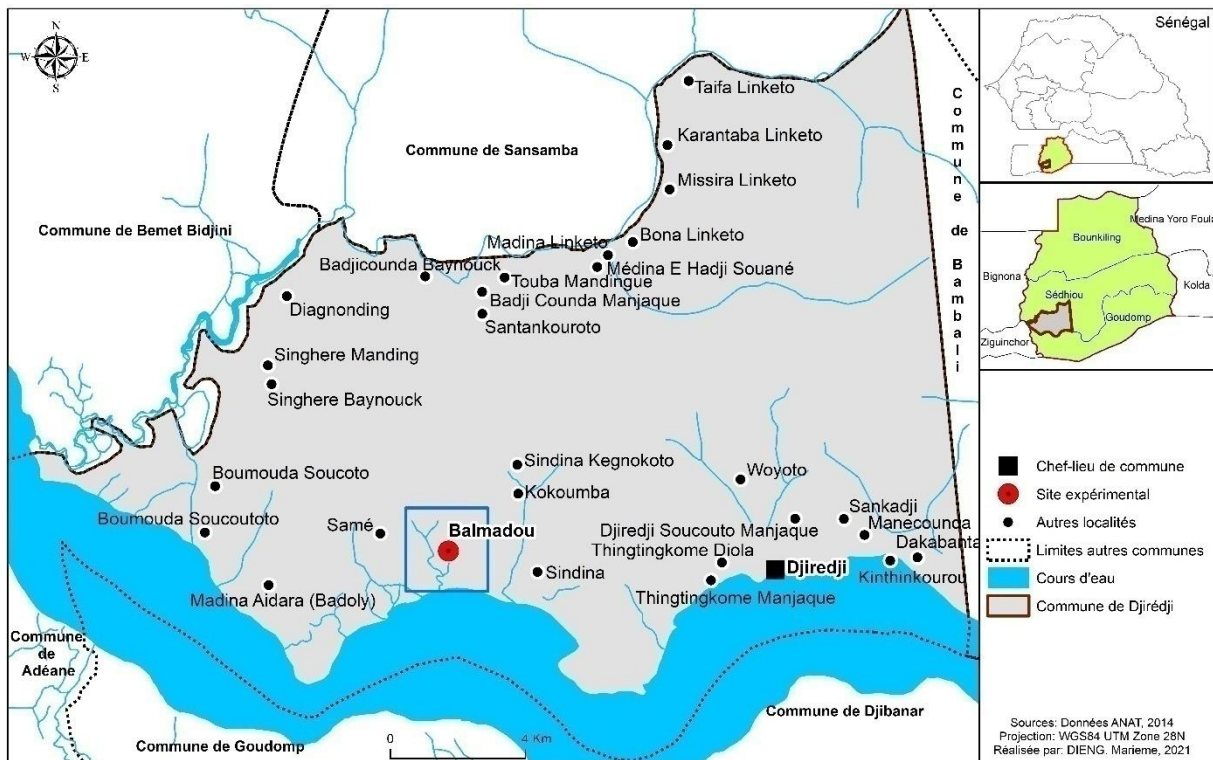 N
W
E
S
Sénégal
Taifa Linketo
Karantaba Linketo
Commune de Sansamba
Missira Linketo
Commune de Bambali
Commune de Bemet Bidjini
Bona Linketo
Madina Linketo
Médina E Hadji Souané
Badjicounda Baynouck
Touba Mandingue
Badji Counda Manjaque
Diagnonding
Santankouroto
Singhere Manding
Singhere Baynouck
Sindina Kegnokoto
Boumouda Soucoto
Woyoto
Kokoumba
Boumouda Soucoutoto
Samé
Balmadou
Sankadji
Djiredji Soucouto Manjaque
Manecounda
Thingtingkome Diola
Dakabanta
Sindina
Djiredji
Kinthinkourou
Madina Aidara (Badoly)
Thingtingkome Manjaque
Commune
de
Adéane
Commune de Goudomp
Commune de Djibanar
0
4 Km
Medina Yoro Foula
Bounkiling
Bignona
Kolda
Sédhiou
Goudomp
Ziguinchor
Chef-lieu de commune
Site expérimental
Autres localités
Limites autres communes
Cours d'eau
Commune de Djirédji
Sources: Données ANAT, 2014
Projection: WGS84 UTM Zone 28N
Réalisée par: DIENG. Marieme, 2021